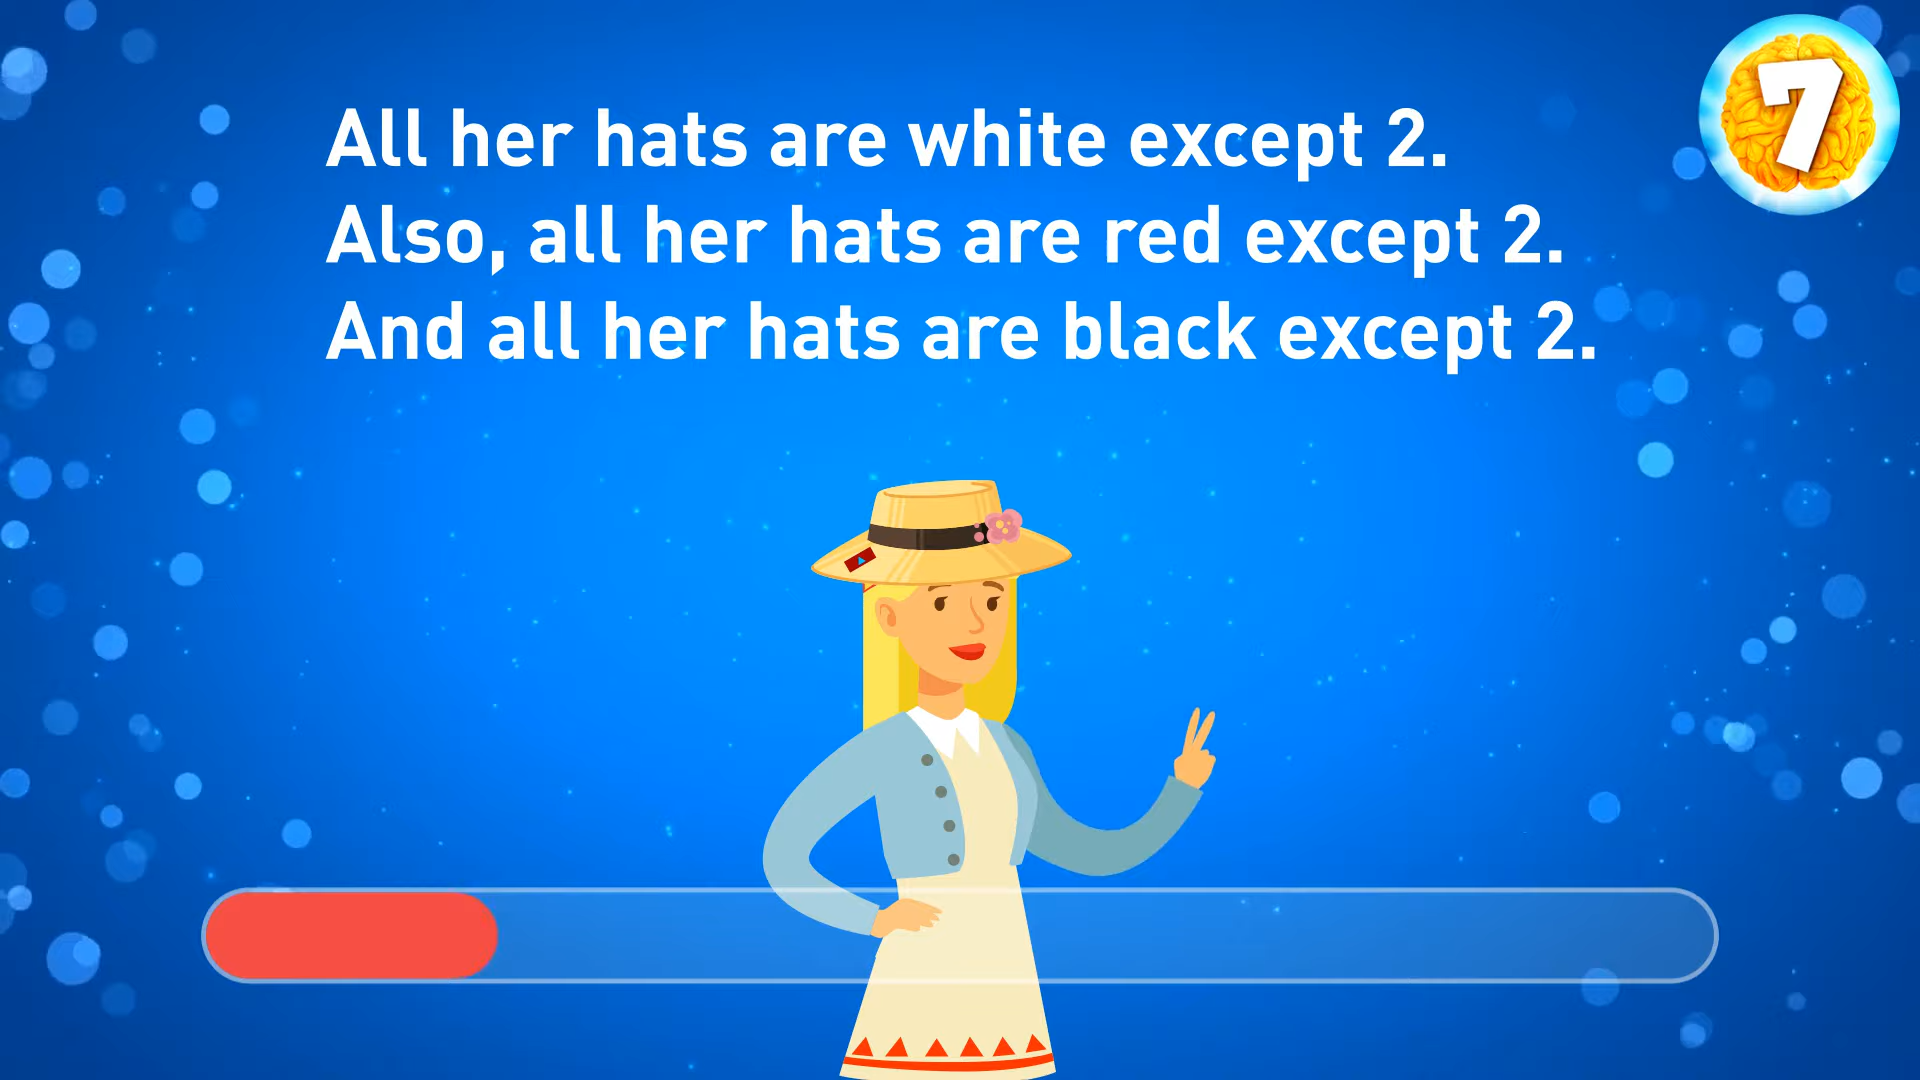 7
All her hats are white except 2.
Also, all her hats are red except 2.
And all her hats are black except 2.